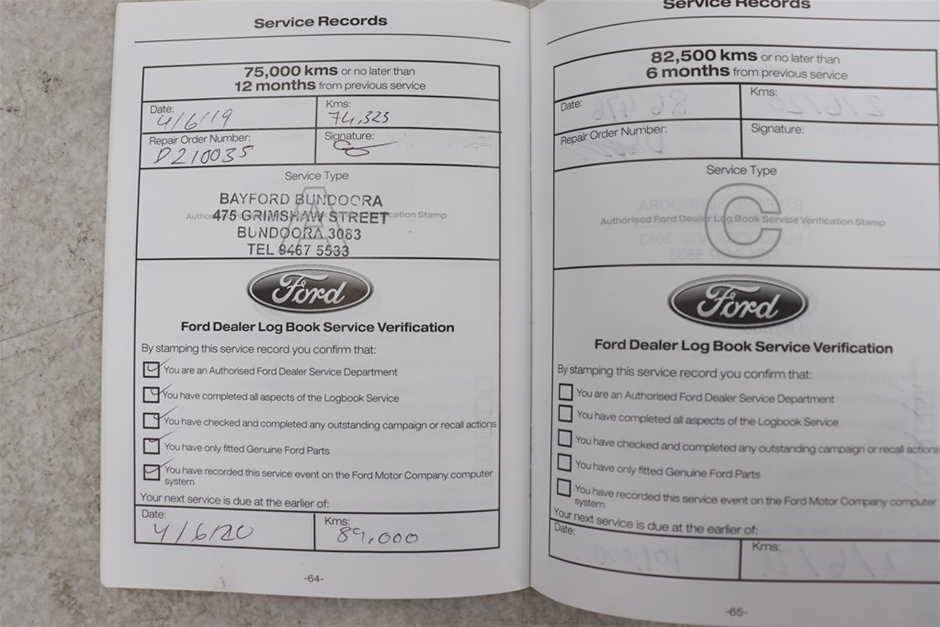 Service Records
75,000 kms or no later than
12 months from previous service
Date:
4/6/19
Kms:
74,323
Repair Order Number:
D210035
Signature:
Service Type
A
Authorised Ford Dealer Log Book Service Verification Stamp
BAYFORD BUNDOORA
475 GRIMSHAW STREET
BUNDOORA 3083
TEL 9467 5533
Ford
Ford Dealer Log Book Service Verification
By stamping this service record you confirm that:
You are an Authorised Ford Dealer Service Department
You have completed all aspects of the Logbook Service
You have checked and completed any outstanding campaign or recall actions
You have only fitted Genuine Ford Parts
You have recorded this service event on the Ford Motor Company computer
system
Your next service is due at the earlier of:
Date:
4/6/20
Kms:
89,000
-64-
Service Records
82,500 kms or no later than
6 months from previous service
Date:
Kms:
Repair Order Number:
Signature:
Service Type
C
Authorised Ford Dealer Log Book Service Verification Stamp
Ford
Ford Dealer Log Book Service Verification
By stamping this service record you confirm that:
You are an Authorised Ford Dealer Service Department
You have completed all aspects of the Logbook Service
You have checked and completed any outstanding campaign or recall actions
You have only fitted Genuine Ford Parts
You have recorded this service event on the Ford Motor Company computer
system
Your next service is due at the earlier of:
Date:
Kms:
-65-